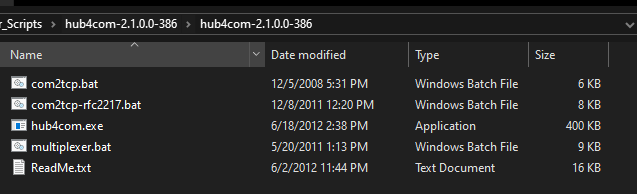 r_Scripts > hub4com-2.1.0.0-386 > hub4com-2.1.0.0-386
Name Date modified Type Size
com2tcp.bat 12/5/2008 5:31 PM Windows Batch File 6 KB
com2tcp-rfc2217.bat 12/8/2011 12:20 PM Windows Batch File 8 KB
hub4com.exe 6/18/2012 2:38 PM Application 400 KB
multiplexer.bat 5/20/2011 1:13 PM Windows Batch File 9 KB
ReadMe.txt 6/2/2012 11:44 PM Text Document 16 KB